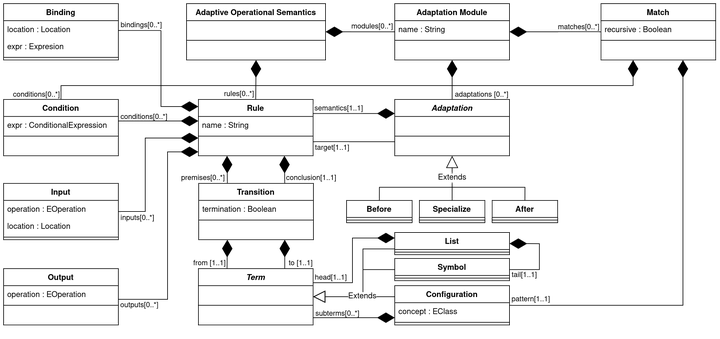 Binding
location : Location
expr : Expresion
bindings[0..*]
Adaptive Operational Semantics
modules[0..*]
Adaptation Module
name : String
matches[0..*]
Match
recursive : Boolean
conditions[0..*]
rules[0..*]
adaptations [0..*]
Condition
expr : ConditionalExpression
conditions[0..*]
Rule
name : String
semantics[1..1]
target[1..1]
Adaptation
Extends
premises[0..*]
conclusion[1..1]
Input
operation : EOperation
location : Location
inputs[0..*]
Transition
termination : Boolean
Before
Specialize
After
from [1..1]
to [1..1]
List
Symbol
tail[1..1]
Output
operation : EOperation
outputs[0..*]
Term
head[1..1]
Extends
subterms[0..*]
Configuration
concept : EClass
pattern[1..1]